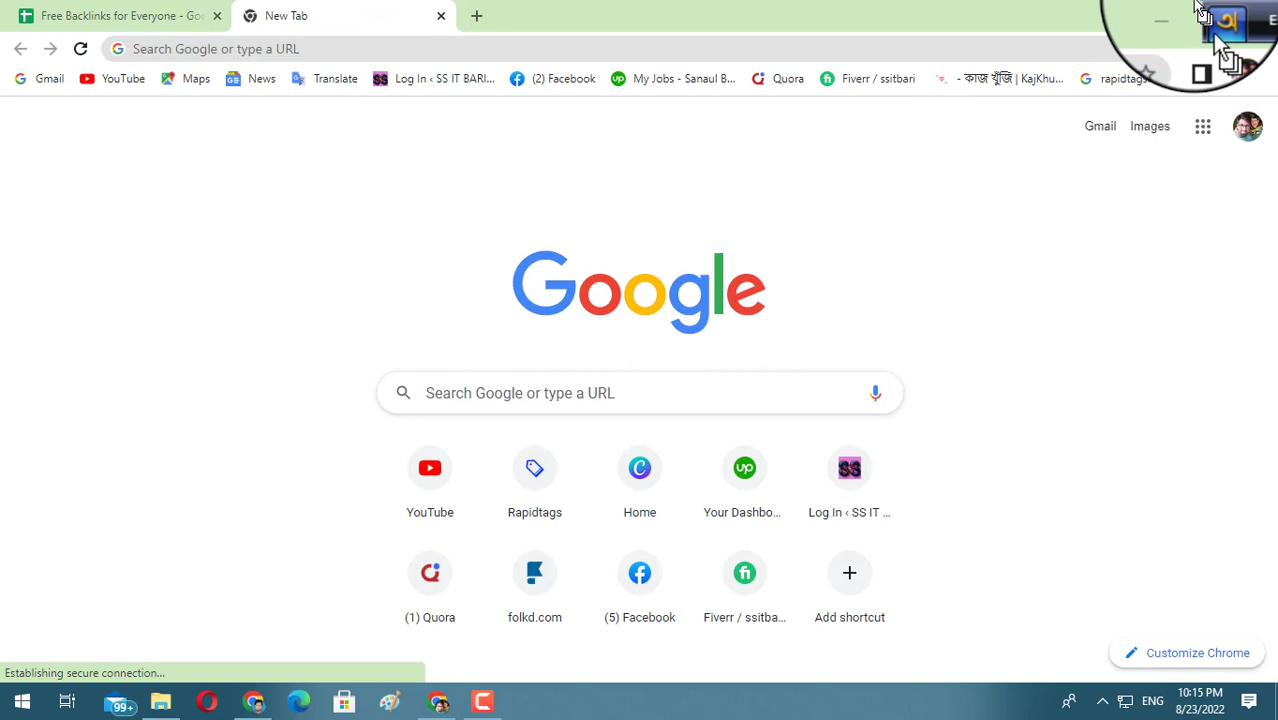 Free Backlinks for Everyone - Goo
New Tab
অ
E
Search Google or type a URL
Gmail
YouTube
Maps
News
Translate
Log In ‹ SS IT BARI...
(2) Facebook
My Jobs - Sanaul B...
Quora
Fiverr / ssitbari
- কাজ খুঁজি | KajKhu...
rapidtags
Gmail
Images
Google
Search Google or type a URL
YouTube
Rapidtags
Home
Your Dashbo...
Log In ‹ SS IT ...
(1) Quora
folkd.com
(5) Facebook
Fiverr / ssitba...
Add shortcut
Customize Chrome
Establishing secure connection...
99+
ENG
10:15 PM
8/23/2022